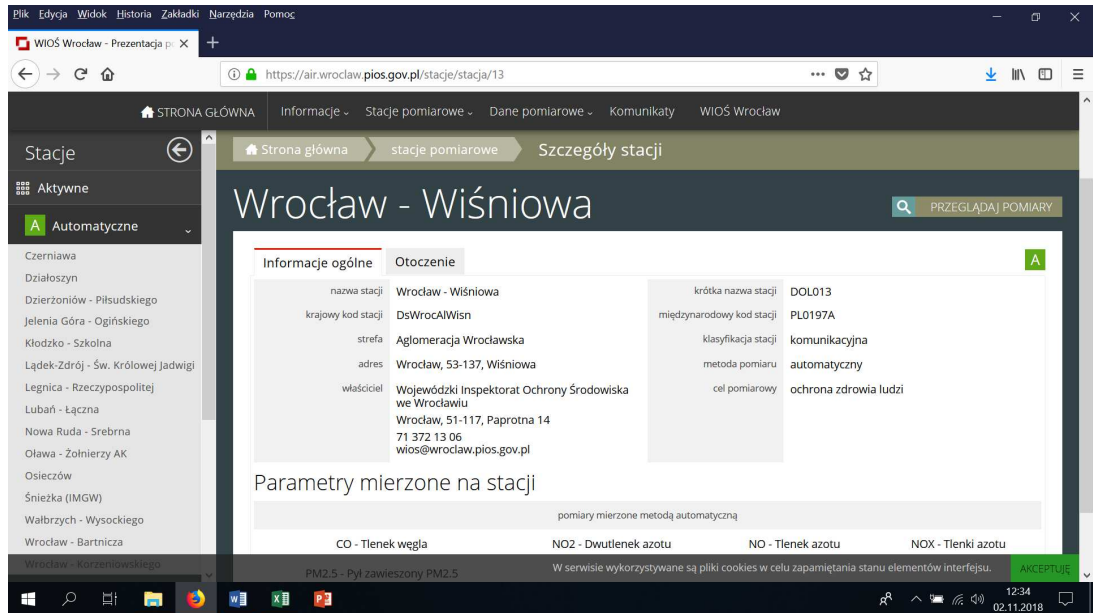 Plik Edycja Widok Historia Zakładki Narzędzia Pomoc
WIOŚ Wrocław - Prezentacja po
https://air.wroclaw.pios.gov.pl/stacje/stacja/13
STRONA GŁÓWNA Informacje Stacje pomiarowe Dane pomiarowe Komunikaty WIOŚ Wrocław
Stacje
Aktywne
A Automatyczne
Czerniawa
Działoszyn
Dzierżoniów - Piłsudskiego
Jelenia Góra - Ogińskiego
Kłodzko - Szkolna
Lądek-Zdrój - Św. Królowej Jadwigi
Legnica - Rzeczypospolitej
Lubań - Łączna
Nowa Ruda - Srebrna
Oława - Żołnierzy AK
Osieczów
Śnieżka (IMGW)
Wałbrzych - Wysockiego
Wrocław - Bartnicza
Wrocław - Korzeniowskiego
Strona główna stacje pomiarowe Szczegóły stacji
Wrocław - Wiśniowa
PRZEGLĄDAJ POMIARY
Informacje ogólne Otoczenie A
nazwa stacji Wrocław - Wiśniowa
krajowy kod stacji DsWrocAlWisn
strefa Aglomeracja Wrocławska
adres Wrocław, 53-137, Wiśniowa
właściciel Wojewódzki Inspektorat Ochrony Środowiska
we Wrocławiu
Wrocław, 51-117, Paprotna 14
71 372 13 06
wios@wroclaw.pios.gov.pl
krótka nazwa stacji DOL013
międzynarodowy kod stacji PL0197A
klasyfikacja stacji komunikacyjna
metoda pomiaru automatyczny
cel pomiarowy ochrona zdrowia ludzi
Parametry mierzone na stacji
pomiary mierzone metodą automatyczną
CO - Tlenek węgla NO2 - Dwutlenek azotu NO - Tlenek azotu NOX - Tlenki azotu
PM2.5 - Pył zawieszony PM2.5
W serwisie wykorzystywane są pliki cookies w celu zapamiętania stanu elementów interfejsu. AKCEPTUJĘ
12:34
02.11.2018